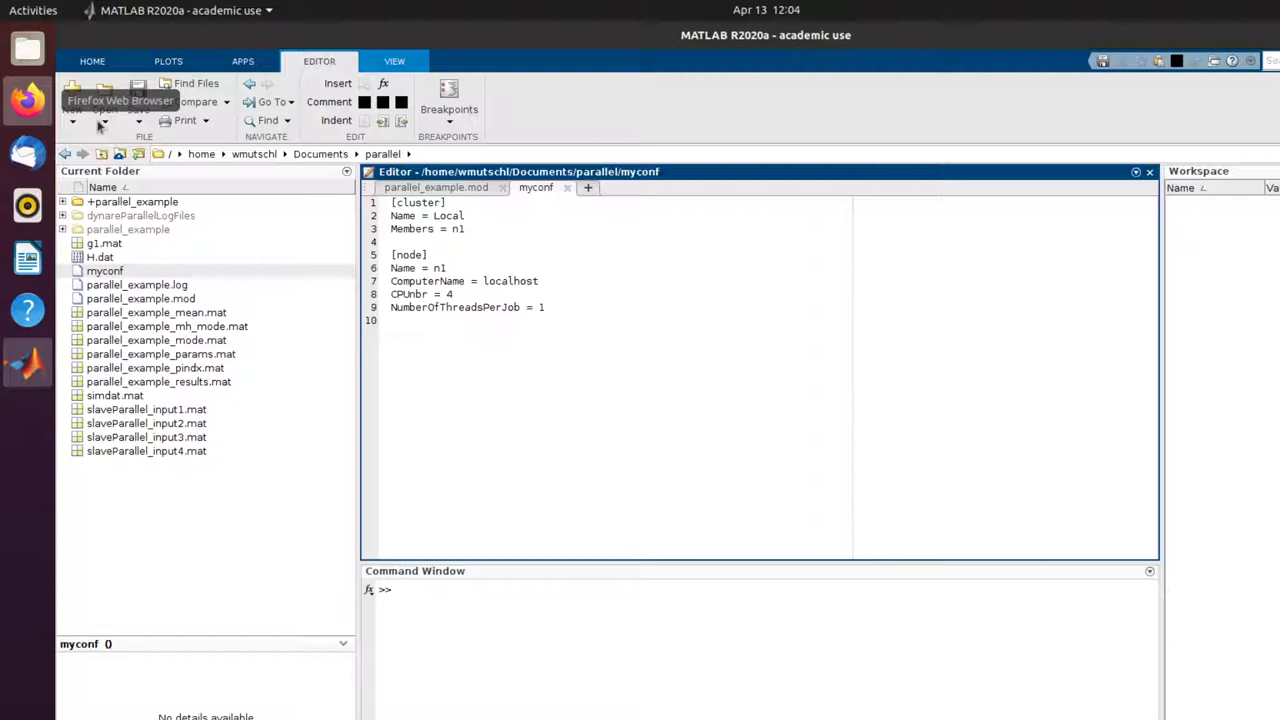 Activities
MATLAB R2020a - academic use
Apr 13 12:04
MATLAB R2020a - academic use
HOME
PLOTS
APPS
EDITOR
VIEW
Find Files
Insert
fx
Firefox Web Browser
Compare
Go To
Comment
Breakpoints
Print
Find
Indent
FILE
NAVIGATE
EDIT
BREAKPOINTS
/ home wmutschl Documents parallel
Current Folder
Editor - /home/wmutschl/Documents/parallel/myconf
Workspace
Name
parallel_example.mod
myconf
Name
Va
+parallel_example
dynareParallelLogFiles
parallel_example
g1.mat
H.dat
myconf
parallel_example.log
parallel_example.mod
parallel_example_mean.mat
parallel_example_mh_mode.mat
parallel_example_mode.mat
parallel_example_params.mat
parallel_example_pindx.mat
parallel_example_results.mat
simdat.mat
slaveParallel_input1.mat
slaveParallel_input2.mat
slaveParallel_input3.mat
slaveParallel_input4.mat
1 [cluster]
2 Name = Local
3 Members = n1
4
5 [node]
6 Name = n1
7 ComputerName = localhost
8 CPUnbr = 4
9 NumberOfThreadsPerJob = 1
10
Command Window
fx >>
myconf ()
No details available